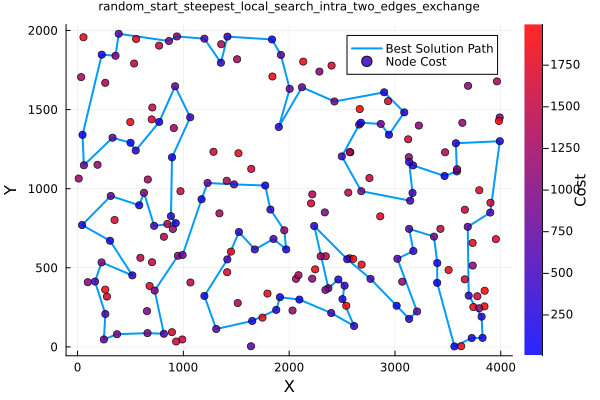 random_start_steepest_local_search_intra_two_edges_exchange
Best Solution Path
Node Cost
2000
1500
1000
500
0
Y
0
1000
2000
3000
4000
X
1750
1500
1250
1000
750
500
250
Cost